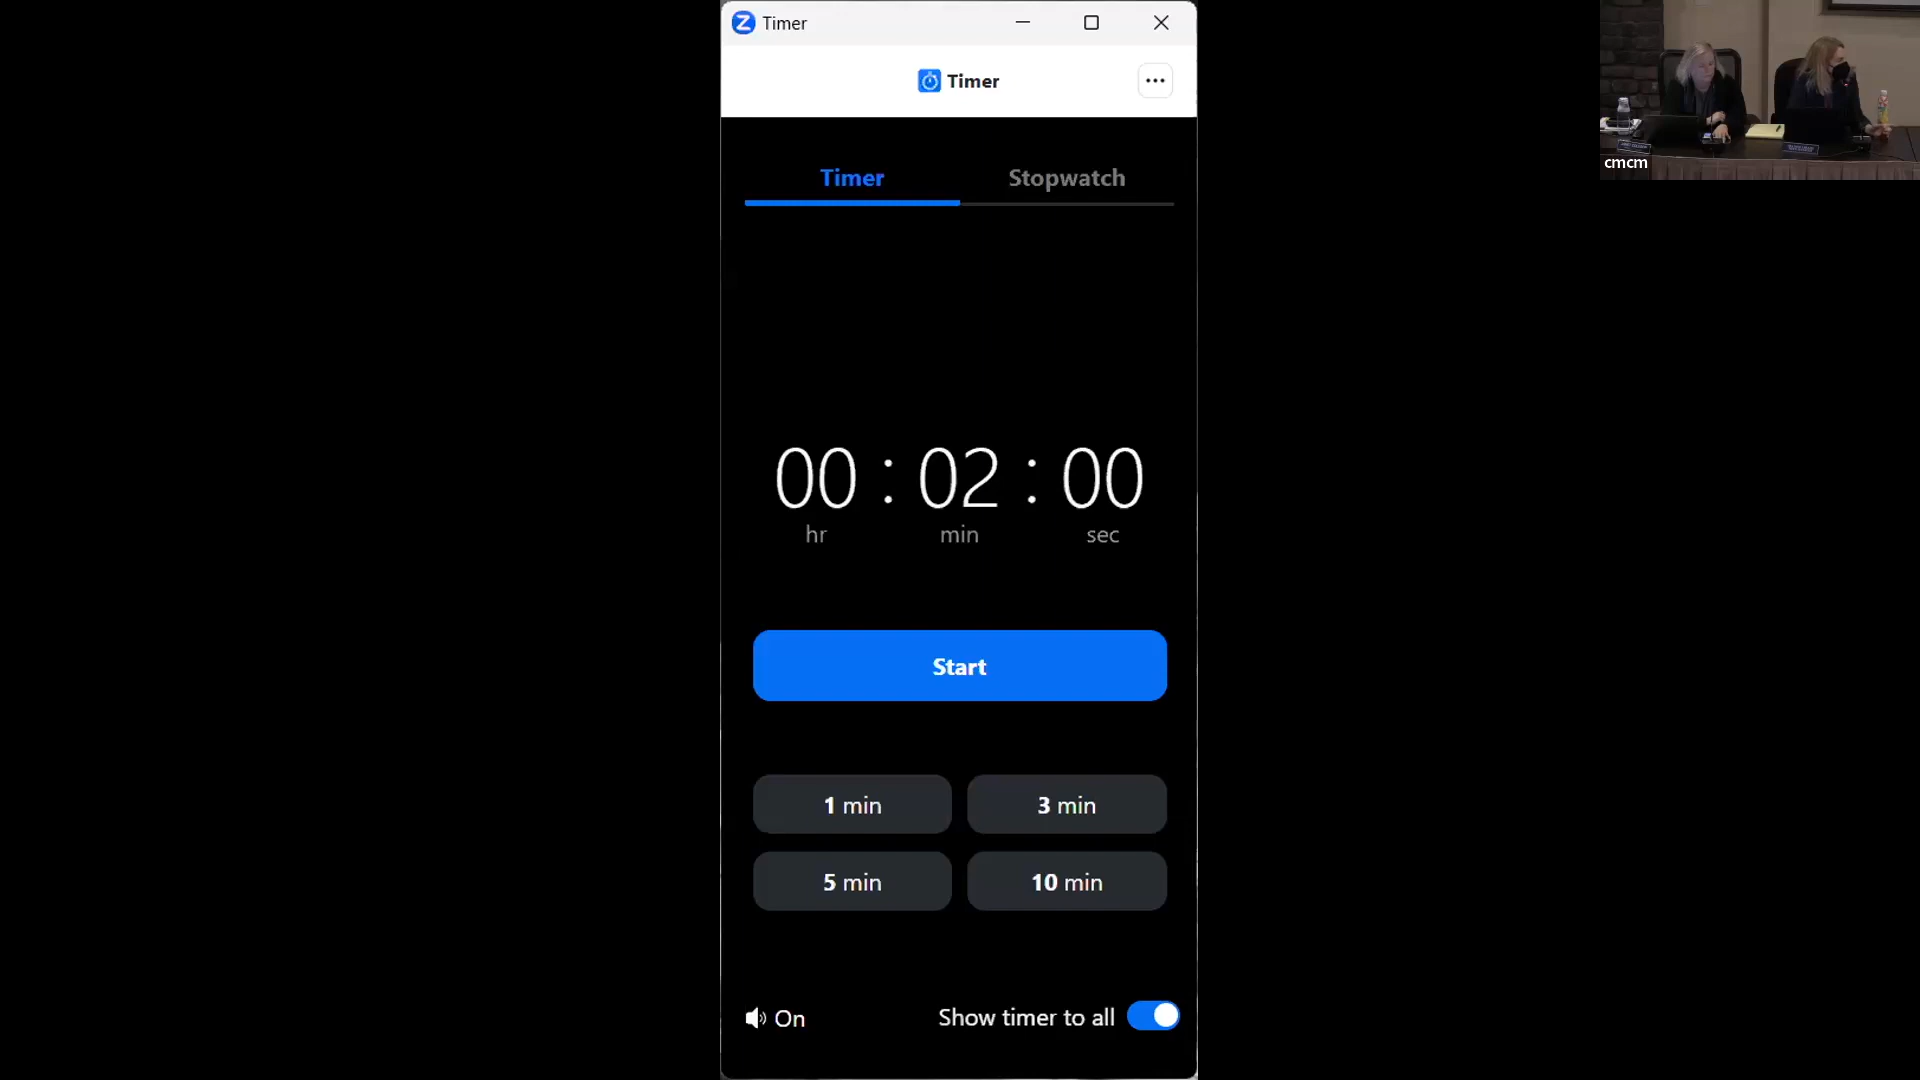 Timer
Timer
Timer Stopwatch
00 : 02 : 00
hr min sec
Start
1 min 3 min
5 min 10 min
On Show timer to all
cmcm